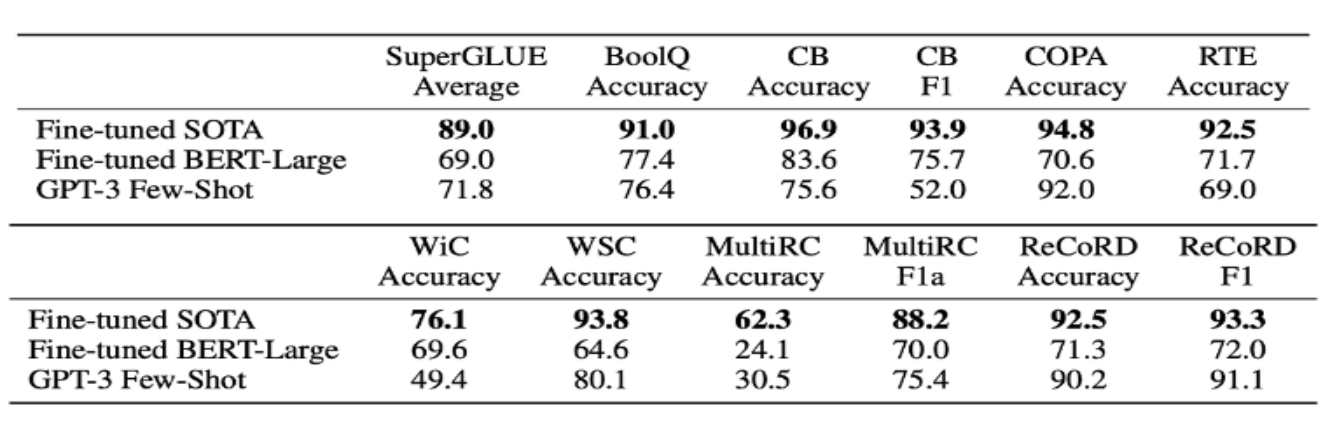 SuperGLUE BoolQ CB CB COPA RTE
Average Accuracy Accuracy F1 Accuracy Accuracy
Fine-tuned SOTA 89.0 91.0 96.9 93.9 94.8 92.5
Fine-tuned BERT-Large 69.0 77.4 83.6 75.7 70.6 71.7
GPT-3 Few-Shot 71.8 76.4 75.6 52.0 92.0 69.0
WiC WSC MultiRC MultiRC ReCoRD ReCoRD
Accuracy Accuracy Accuracy F1a Accuracy F1
Fine-tuned SOTA 76.1 93.8 62.3 88.2 92.5 93.3
Fine-tuned BERT-Large 69.6 64.6 24.1 70.0 71.3 72.0
GPT-3 Few-Shot 49.4 80.1 30.5 75.4 90.2 91.1